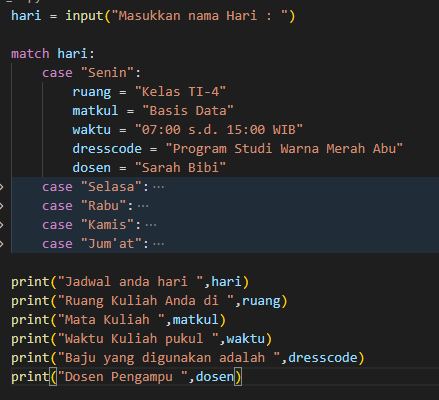 hari = input("Masukkan nama Hari : ")
match hari:
case "Senin":
ruang = "Kelas TI-4"
matkul = "Basis Data"
waktu = "07:00 s.d. 15:00 WIB"
dresscode = "Program Studi Warna Merah Abu"
dosen = "Sarah Bibi"
case "Selasa":···
case "Rabu":···
case "Kamis":···
case "Jum'at":···
print("Jadwal anda hari ",hari)
print("Ruang Kuliah Anda di ",ruang)
print("Mata Kuliah ",matkul)
print("Waktu Kuliah pukul ",waktu)
print("Baju yang digunakan adalah ",dresscode)
print("Dosen Pengampu ",dosen)